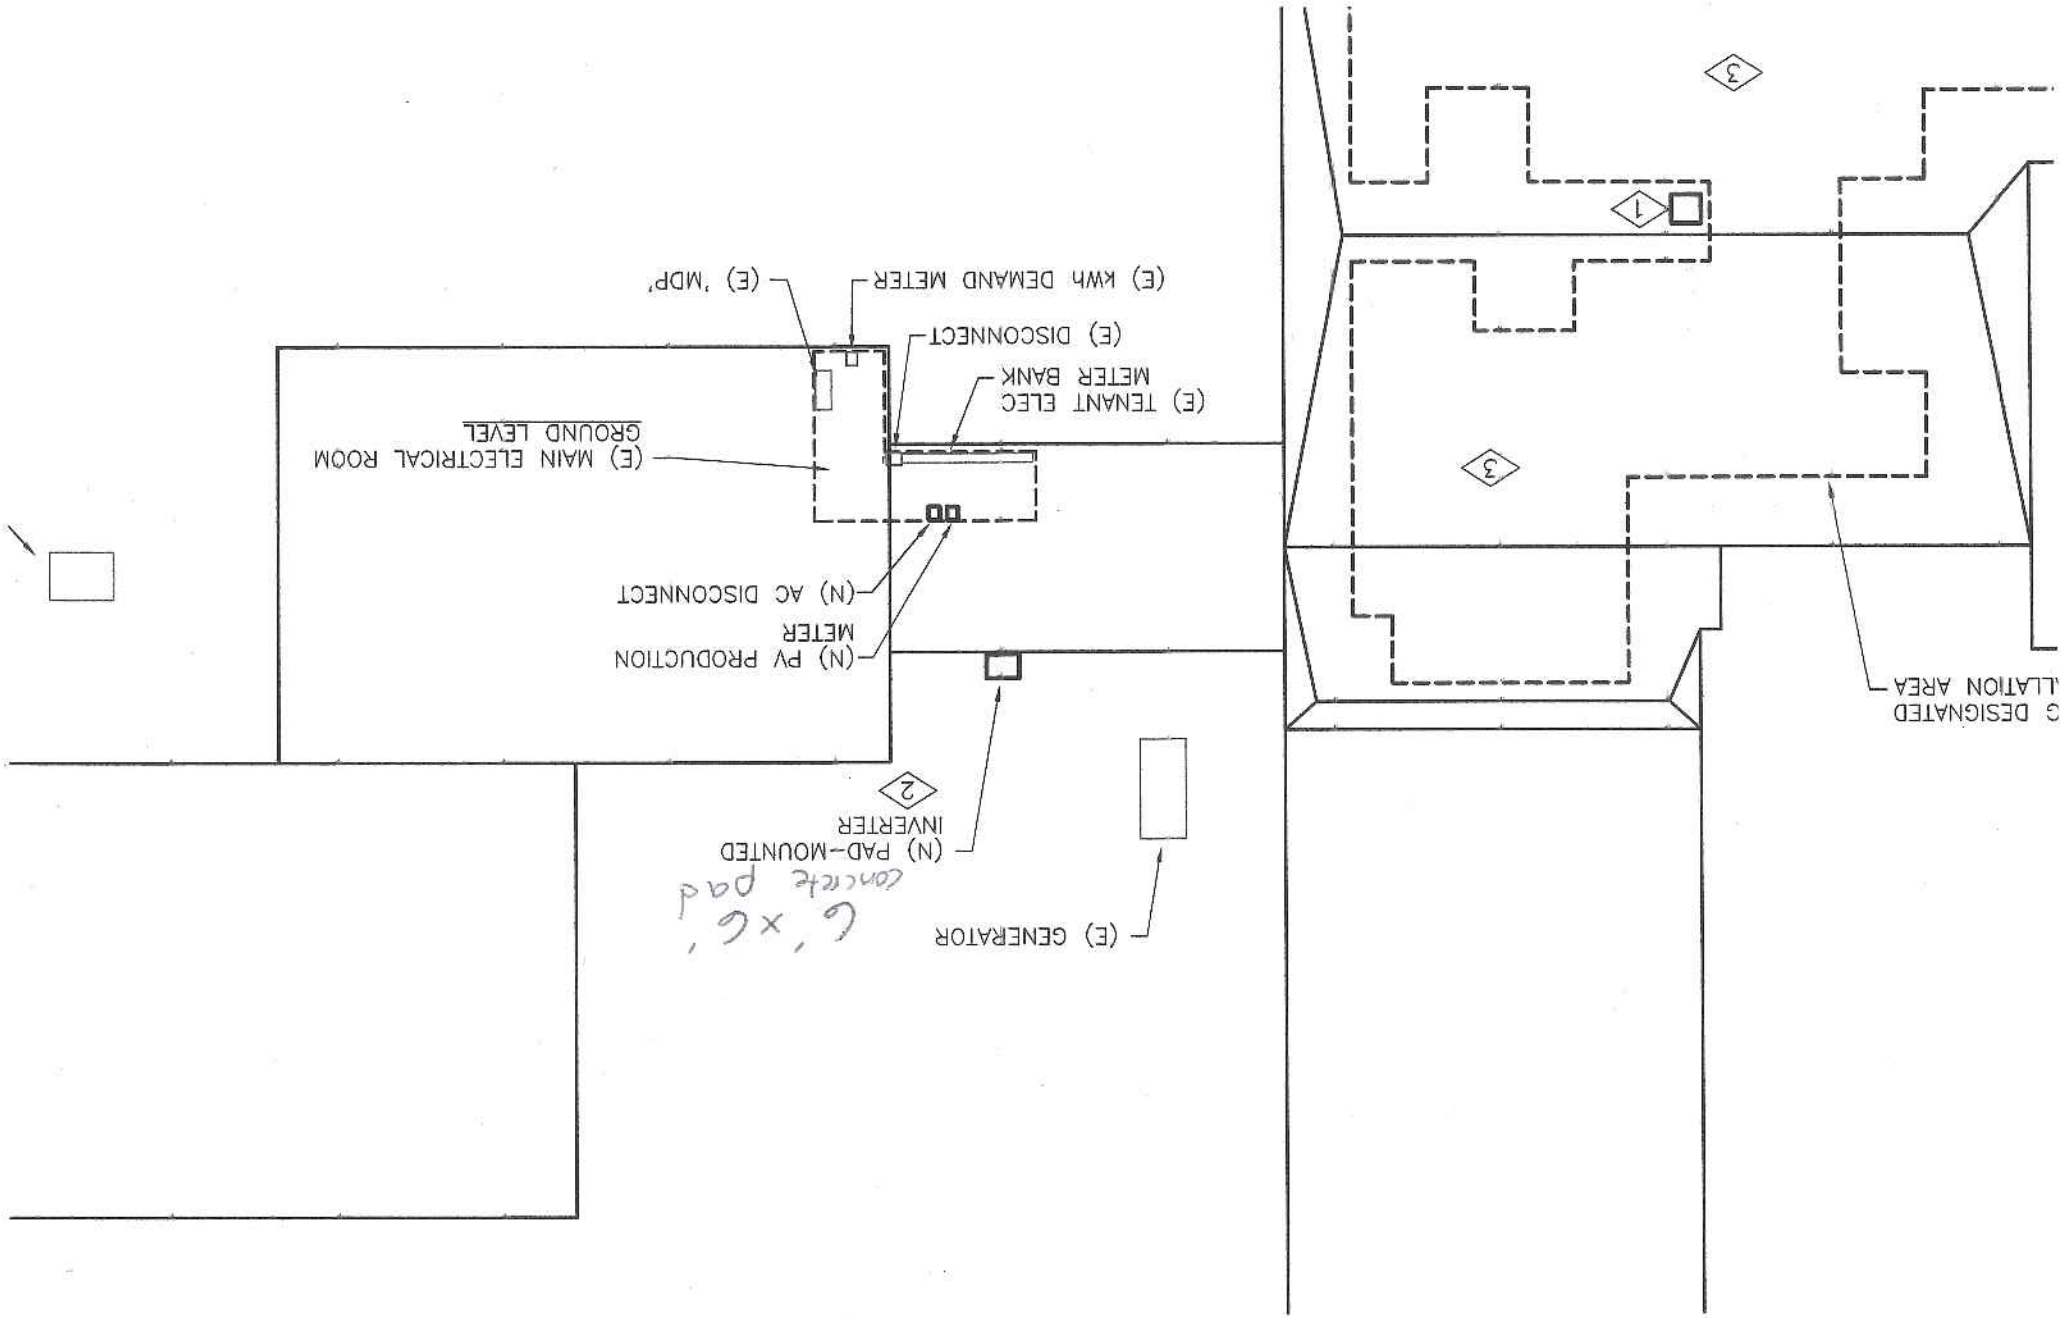 (E) GENERATOR
6' x 6'
concrete pad
(N) PAD-MOUNTED
INVERTER
2
G DESIGNATED
LLATION AREA
(N) PV PRODUCTION
METER
(N) AC DISCONNECT
3
(E) MAIN ELECTRICAL ROOM
GROUND LEVEL
(E) TENANT ELEC
METER BANK
(E) DISCONNECT
(E) kWh DEMAND METER
(E) 'MDP'
1
3